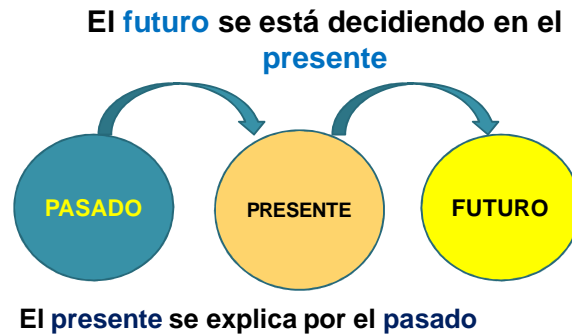 El futuro se está decidiendo en el
presente
PASADO
PRESENTE
FUTURO
El presente se explica por el pasado